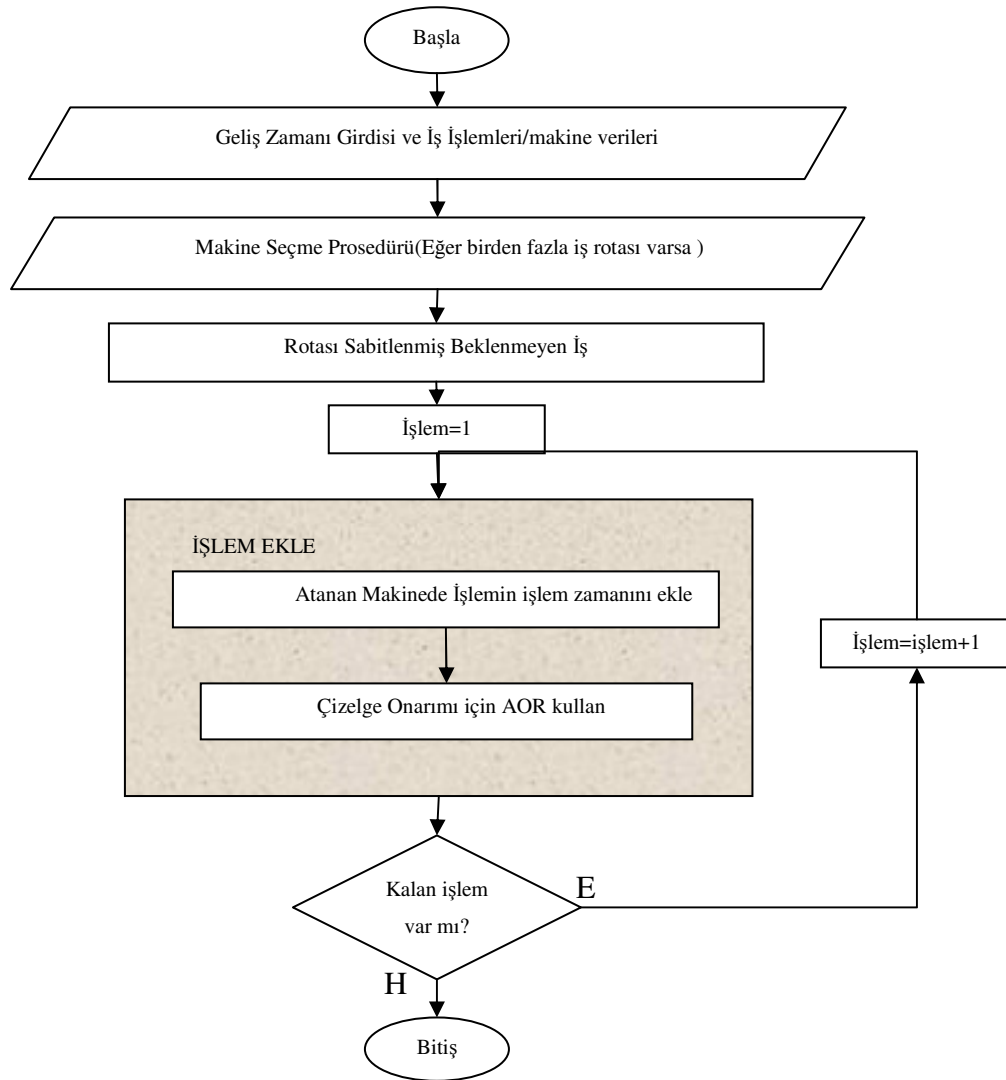 Başla
Geliş Zamanı Girdisi ve İş İşlemleri/makine verileri
Makine Seçme Prosedürü(Eğer birden fazla iş rotası varsa )
Rotası Sabitlenmiş Beklenmeyen İş
İşlem=1
İŞLEM EKLE
Atanan Makinede İşlemin işlem zamanını ekle
İşlem=işlem+1
Çizelge Onarımı için AOR kullan
Kalan işlem
var mı?
E
H
Bitiş